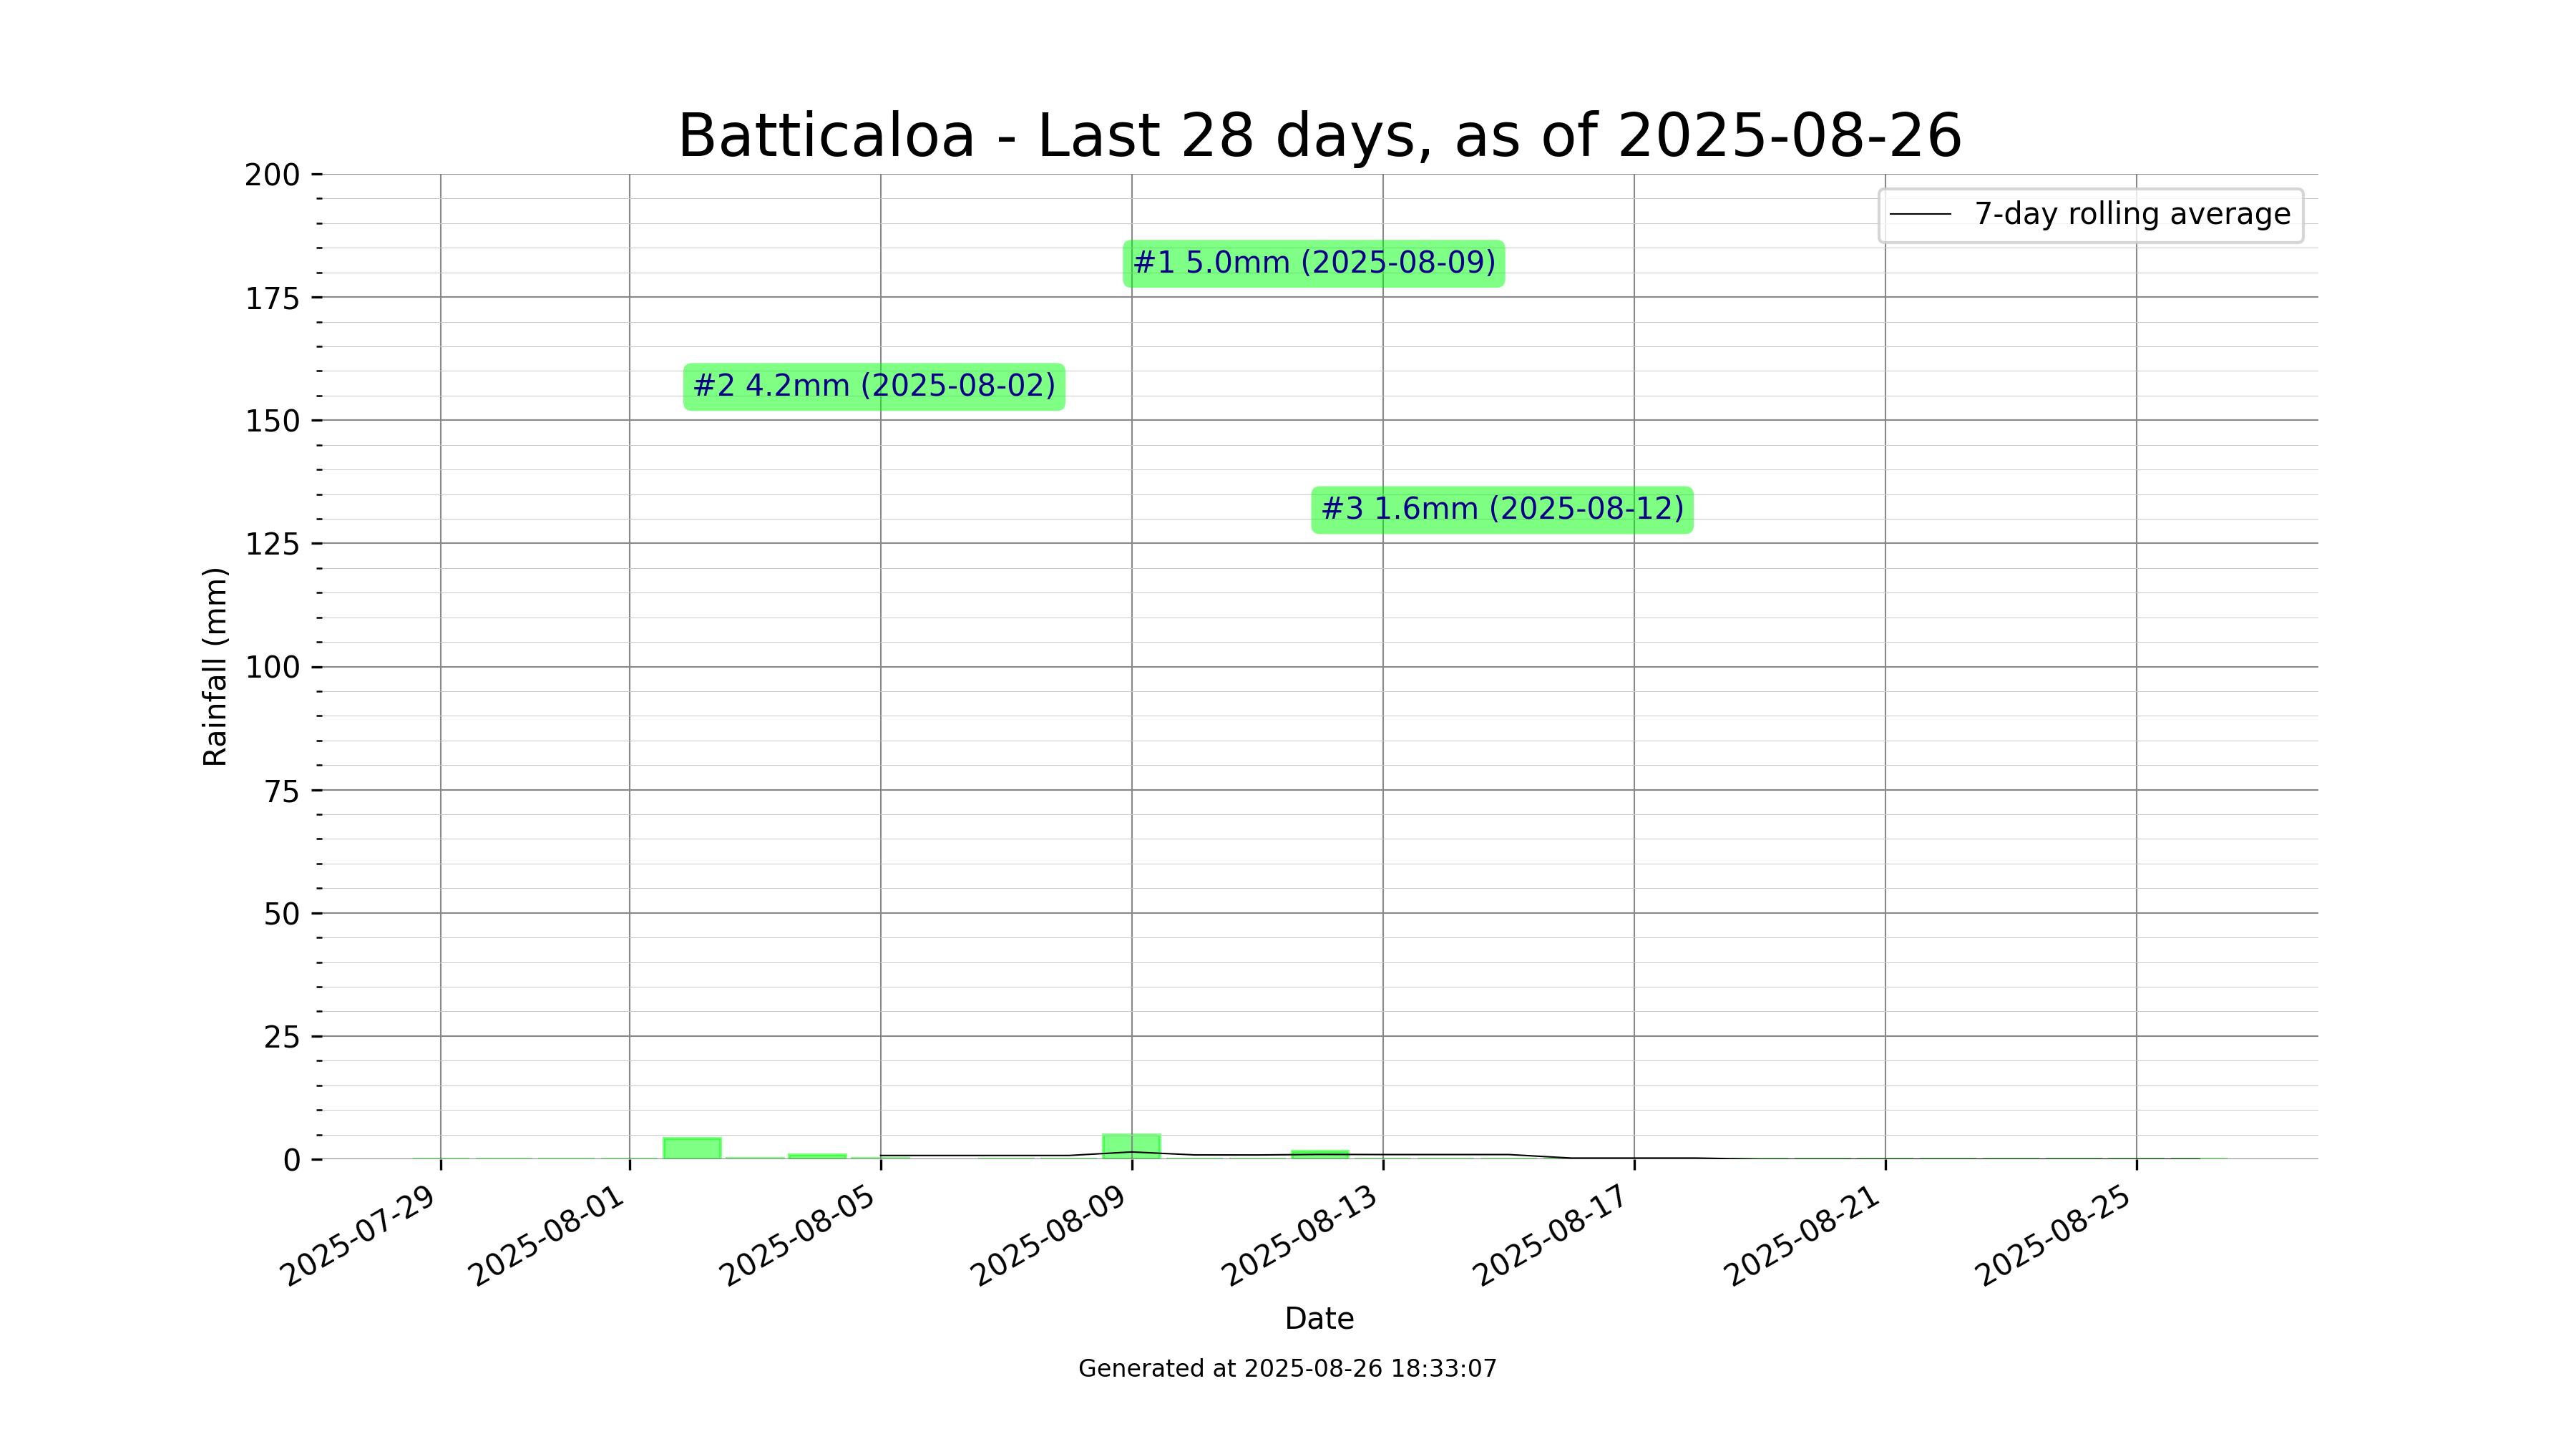 Batticaloa - Last 28 days, as of 2025-08-26
200
175
150
125
100
75
50
25
0
Rainfall (mm)
7-day rolling average
#1 5.0mm (2025-08-09)
#2 4.2mm (2025-08-02)
#3 1.6mm (2025-08-12)
2025-07-29
2025-08-01
2025-08-05
2025-08-09
2025-08-13
2025-08-17
2025-08-21
2025-08-25
Date
Generated at 2025-08-26 18:33:07